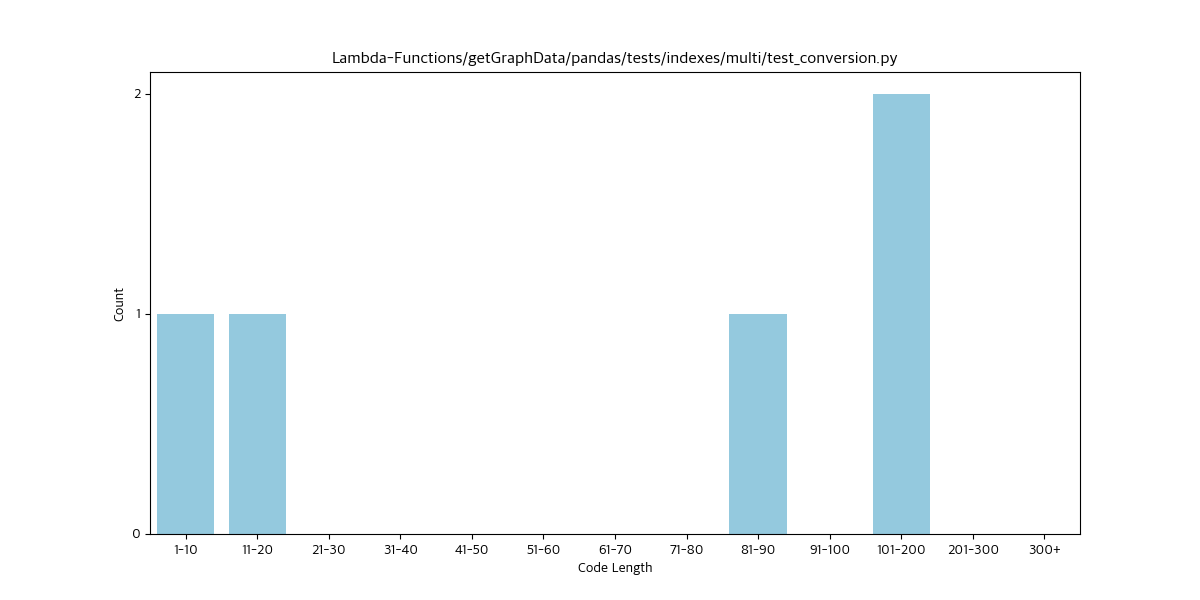 Lambda-Functions/getGraphData/pandas/tests/indexes/multi/test_conversion.py
2
1
0
Count
1-10 11-20 21-30 31-40 41-50 51-60 61-70 71-80 81-90 91-100 101-200 201-300 300+
Code Length